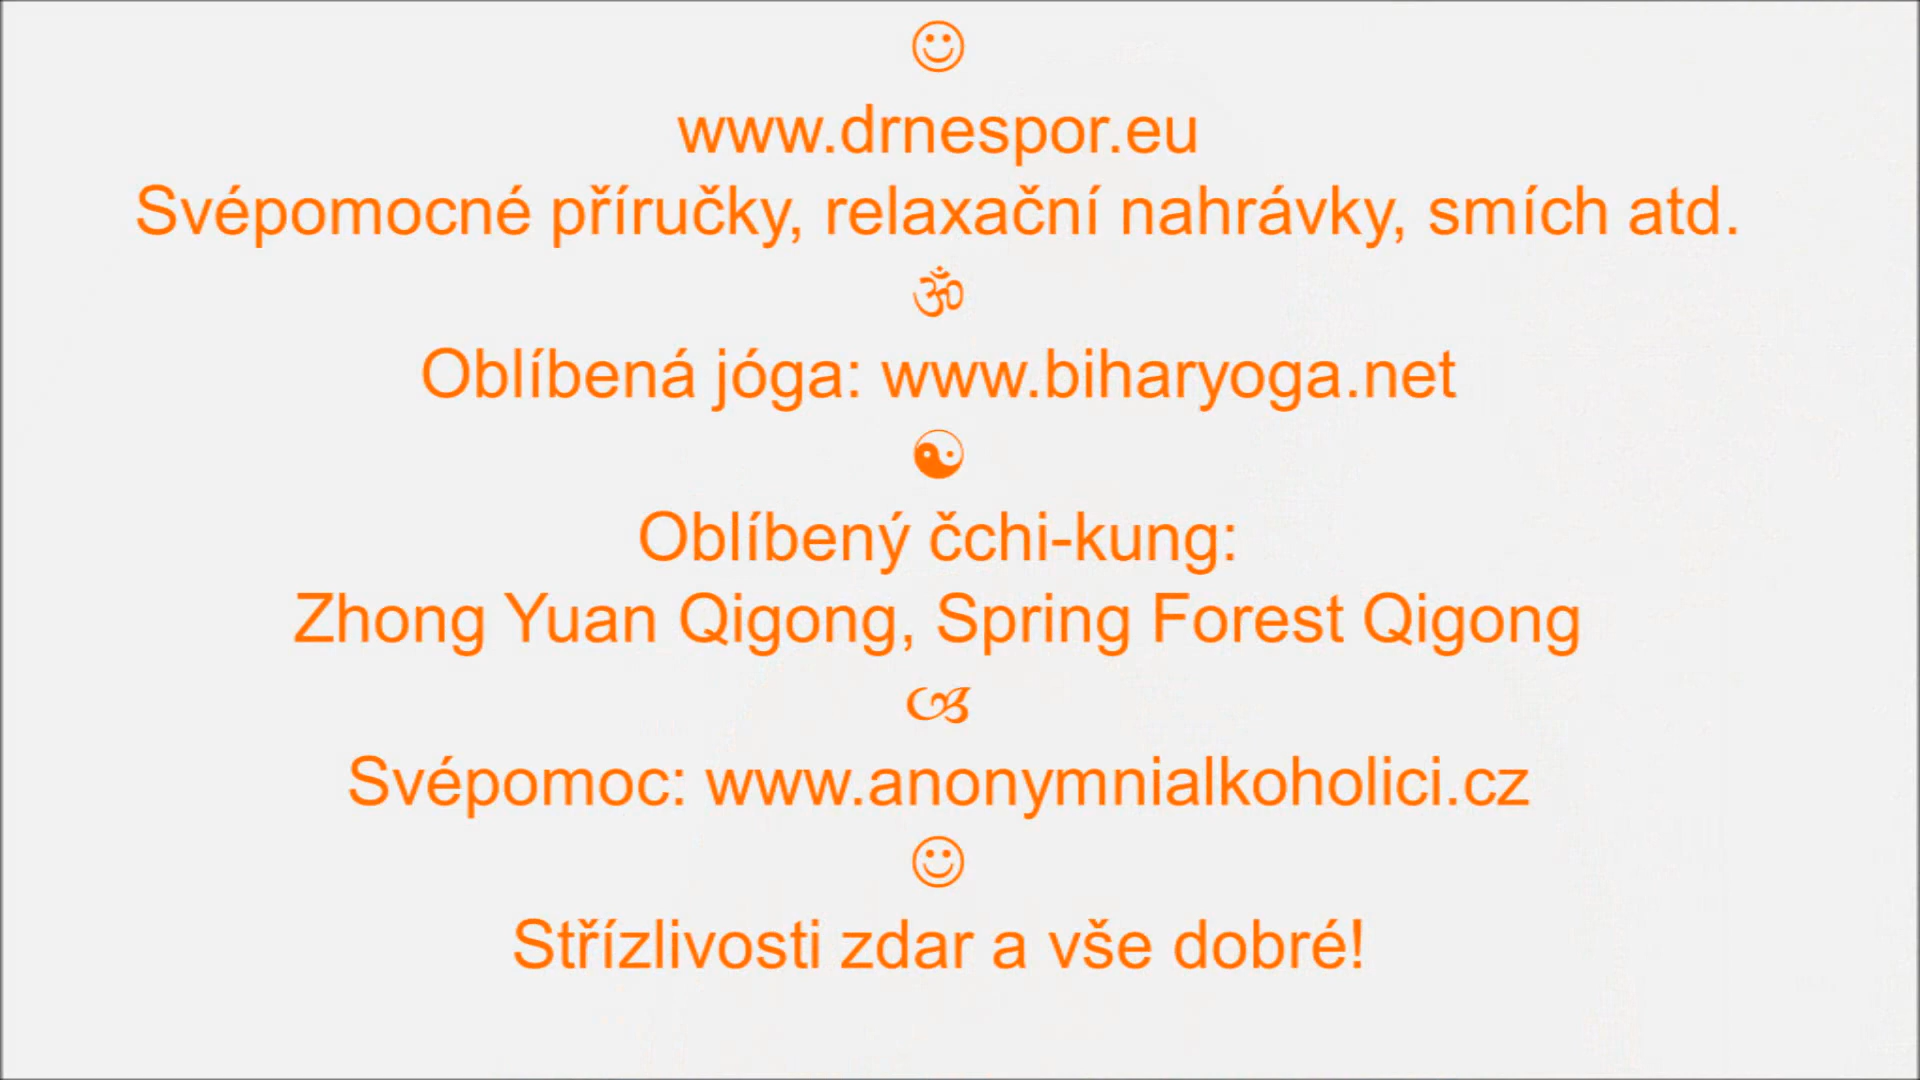 ☺
www.drnespor.eu
Svépomocné příručky, relaxační nahrávky, smích atd.
ॐ
Oblíbená jóga: www.biharyoga.net
☯
Oblíbený čchi-kung:
Zhong Yuan Qigong, Spring Forest Qigong
🙚
Svépomoc: www.anonymnialkoholici.cz
☺
Střízlivosti zdar a vše dobré!